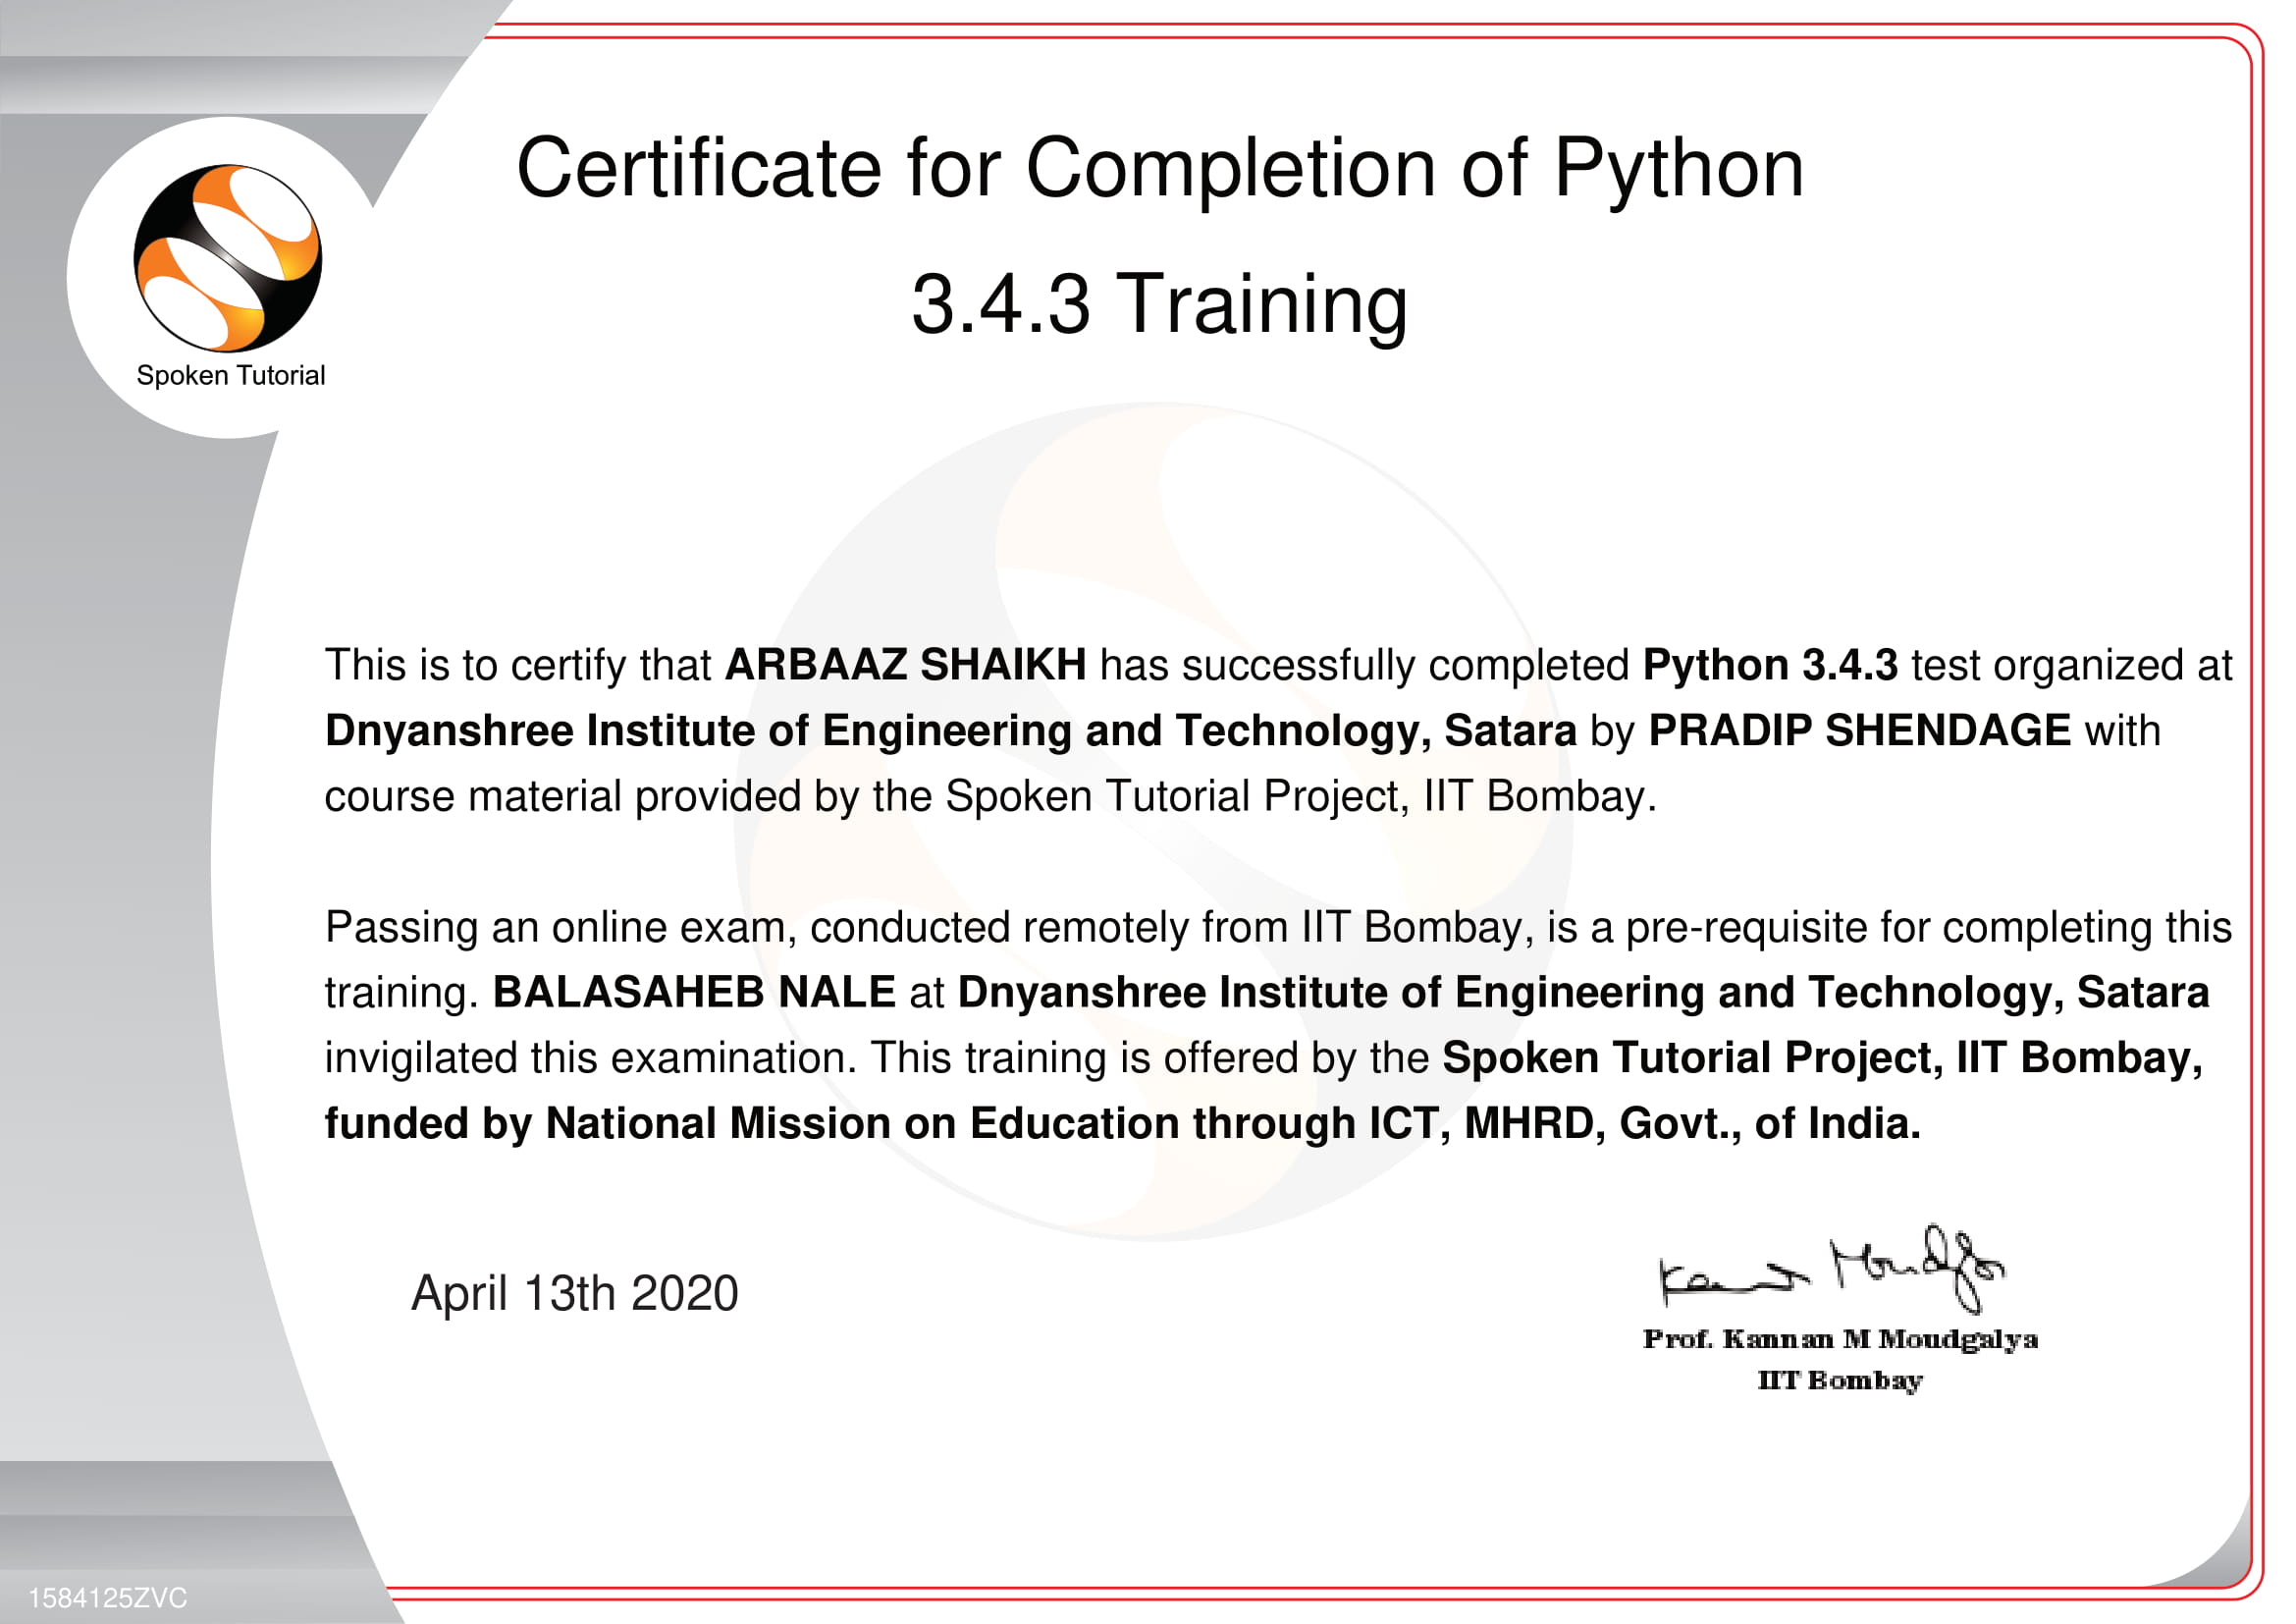 Certificate for Completion of Python
3.4.3 Training
Spoken Tutorial
This is to certify that ARBAAZ SHAIKH has successfully completed Python 3.4.3 test organized at
Dnyanshree Institute of Engineering and Technology, Satara by PRADIP SHENDAGE with
course material provided by the Spoken Tutorial Project, IIT Bombay.
Passing an online exam, conducted remotely from IIT Bombay, is a pre-requisite for completing this
training. BALASAHEB NALE at Dnyanshree Institute of Engineering and Technology, Satara
invigilated this examination. This training is offered by the Spoken Tutorial Project, IIT Bombay,
funded by National Mission on Education through ICT, MHRD, Govt., of India.
April 13th 2020
Prof. Kannan M Moudgalya
IIT Bombay
1584125ZVC